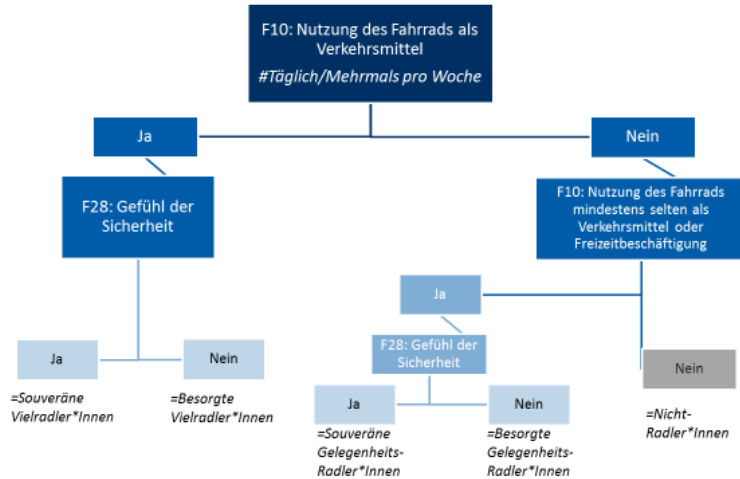 F10: Nutzung des Fahrrads als
Verkehrsmittel
#Täglich/Mehrmals pro Woche
Ja
Nein
F28: Gefühl der
Sicherheit
F10: Nutzung des Fahrrads
mindestens selten als
Verkehrsmittel oder
Freizeitbeschäftigung
Ja
F28: Gefühl der
Sicherheit
Ja
Nein
Nein
=Souveräne
Vielradler*Innen
=Besorgte
Vielradler*Innen
Ja
Nein
=Nicht-
Radler*Innen
=Souveräne
Gelegenheits-
Radler*Innen
=Besorgte
Gelegenheits-
Radler*Innen